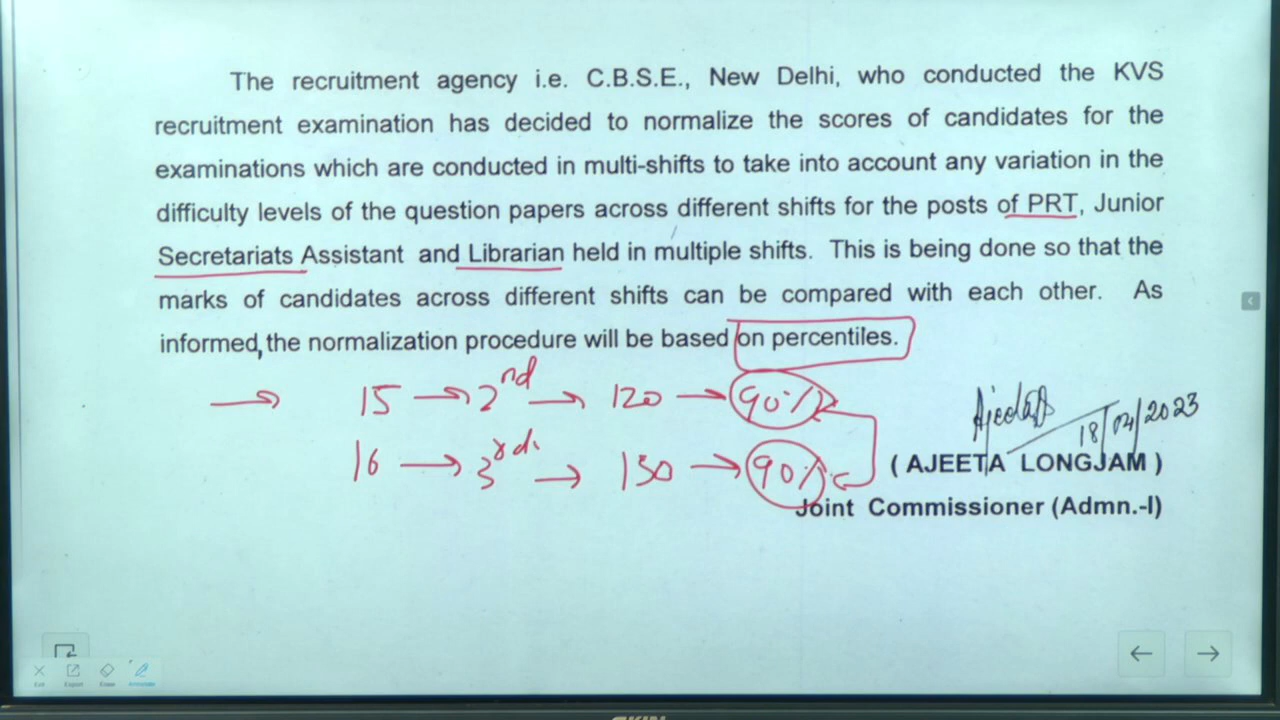 The recruitment agency i.e. C.B.S.E., New Delhi, who conducted the KVS
recruitment examination has decided to normalize the scores of candidates for the
examinations which are conducted in multi-shifts to take into account any variation in the
difficulty levels of the question papers across different shifts for the posts of PRT, Junior
Secretariats Assistant and Librarian held in multiple shifts. This is being done so that the
marks of candidates across different shifts can be compared with each other. As
informed, the normalization procedure will be based on percentiles.
→ 15 → 2nd → 120 → 90%
16 → 3rd. → 130 → 90%
18/04/2023
( AJEETA LONGJAM )
Joint Commissioner (Admn.-I)
Exit Export Erase Annotate